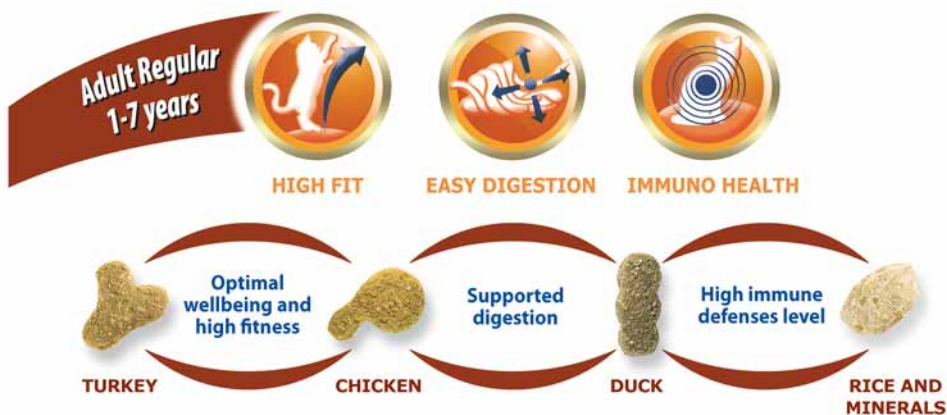 Adult Regular
1-7 years
HIGH FIT
EASY DIGESTION
IMMUNO HEALTH
Optimal
wellbeing and
high fitness
Supported
digestion
High immune
defenses level
TURKEY
CHICKEN
DUCK
RICE AND
MINERALS